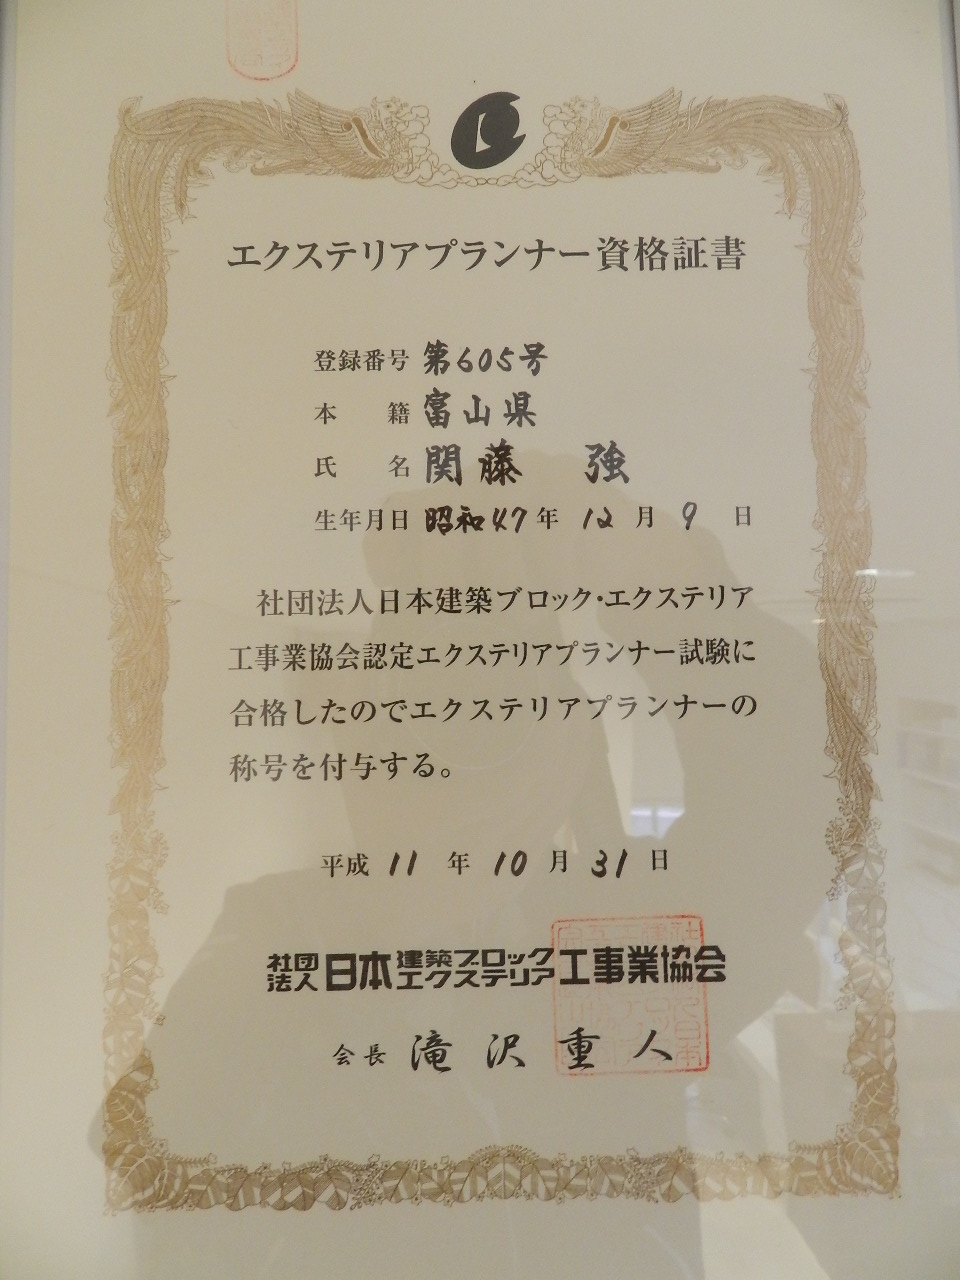 エクステリアプランナー資格証書
登録番号 第605号
本籍 富山県
氏名 関藤 強
生年月日 昭和47年12月9日
社団法人日本建築ブロック・エクステリア
工事業協会認定エクステリアプランナー試験に
合格したのでエクステリアプランナーの
称号を付与する。
平成11年10月31日
社団法人日本建築ブロックエクステリア工事業協会
会長 滝沢重人